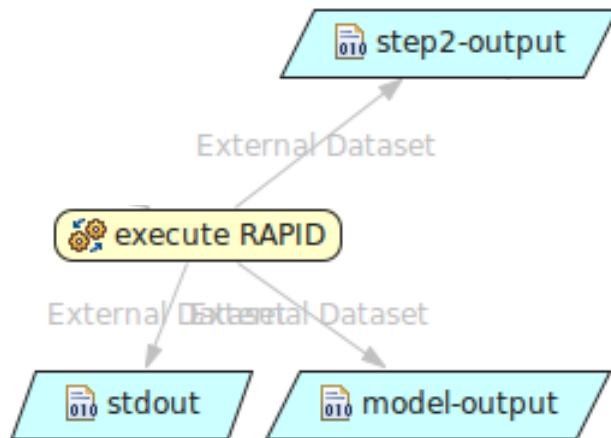 step2-output
External Dataset
execute RAPID
External Dataset
External Dataset
stdout
model-output